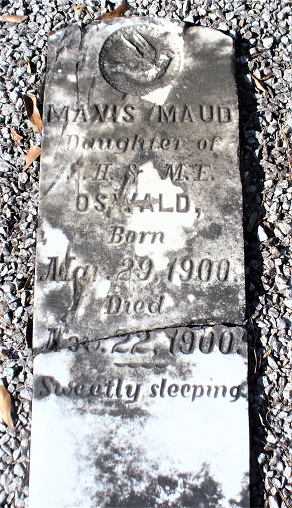 MAVIS MAUD
Daughter of
H. & M. E.
OSWALD,
Born
Mar. 29, 1900
Died
22, 1900
Sweetly sleeping